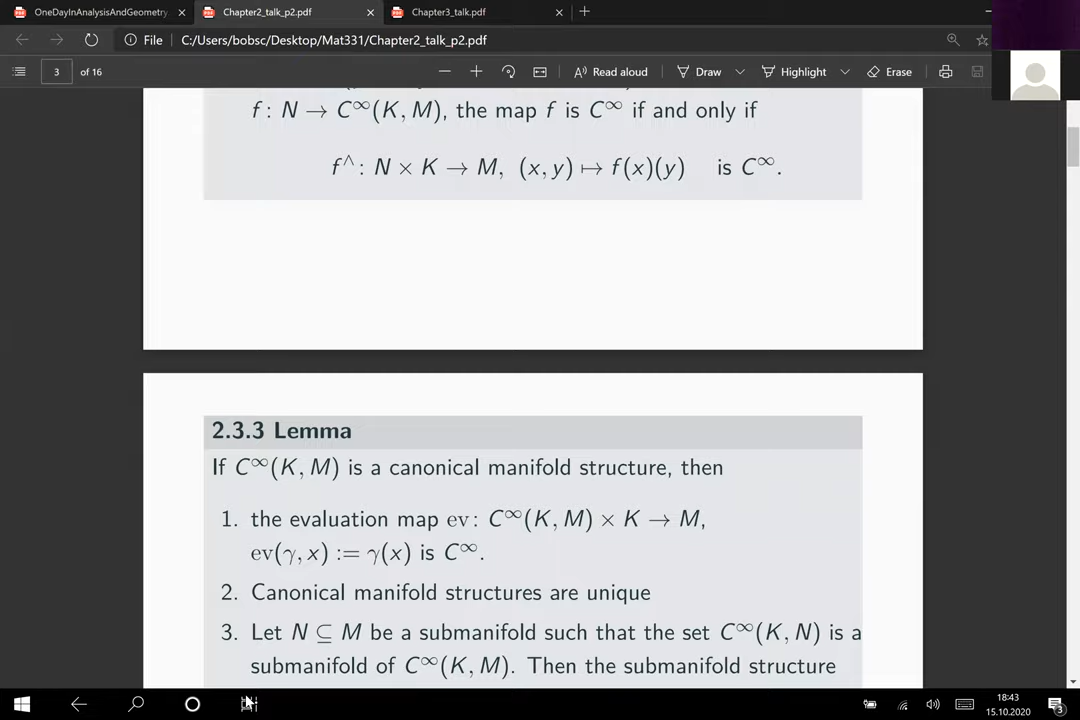 OneDayInAnalysisAndGeometry
Chapter2_talk_p2.pdf
Chapter3_talk.pdf
File
C:/Users/bobsc/Desktop/Mat331/Chapter2_talk_p2.pdf
3 of 16
Read aloud
Draw
Highlight
Erase
f : N → C∞(K, M), the map f is C∞ if and only if
f^ : N × K → M, (x, y) ↦ f(x)(y) is C∞.
2.3.3 Lemma
If C∞(K, M) is a canonical manifold structure, then
1. the evaluation map ev: C∞(K, M) × K → M,
ev(γ, x) := γ(x) is C∞.
2. Canonical manifold structures are unique
3. Let N ⊆ M be a submanifold such that the set C∞(K, N) is a
submanifold of C∞(K, M). Then the submanifold structure
18:43
15.10.2020
3